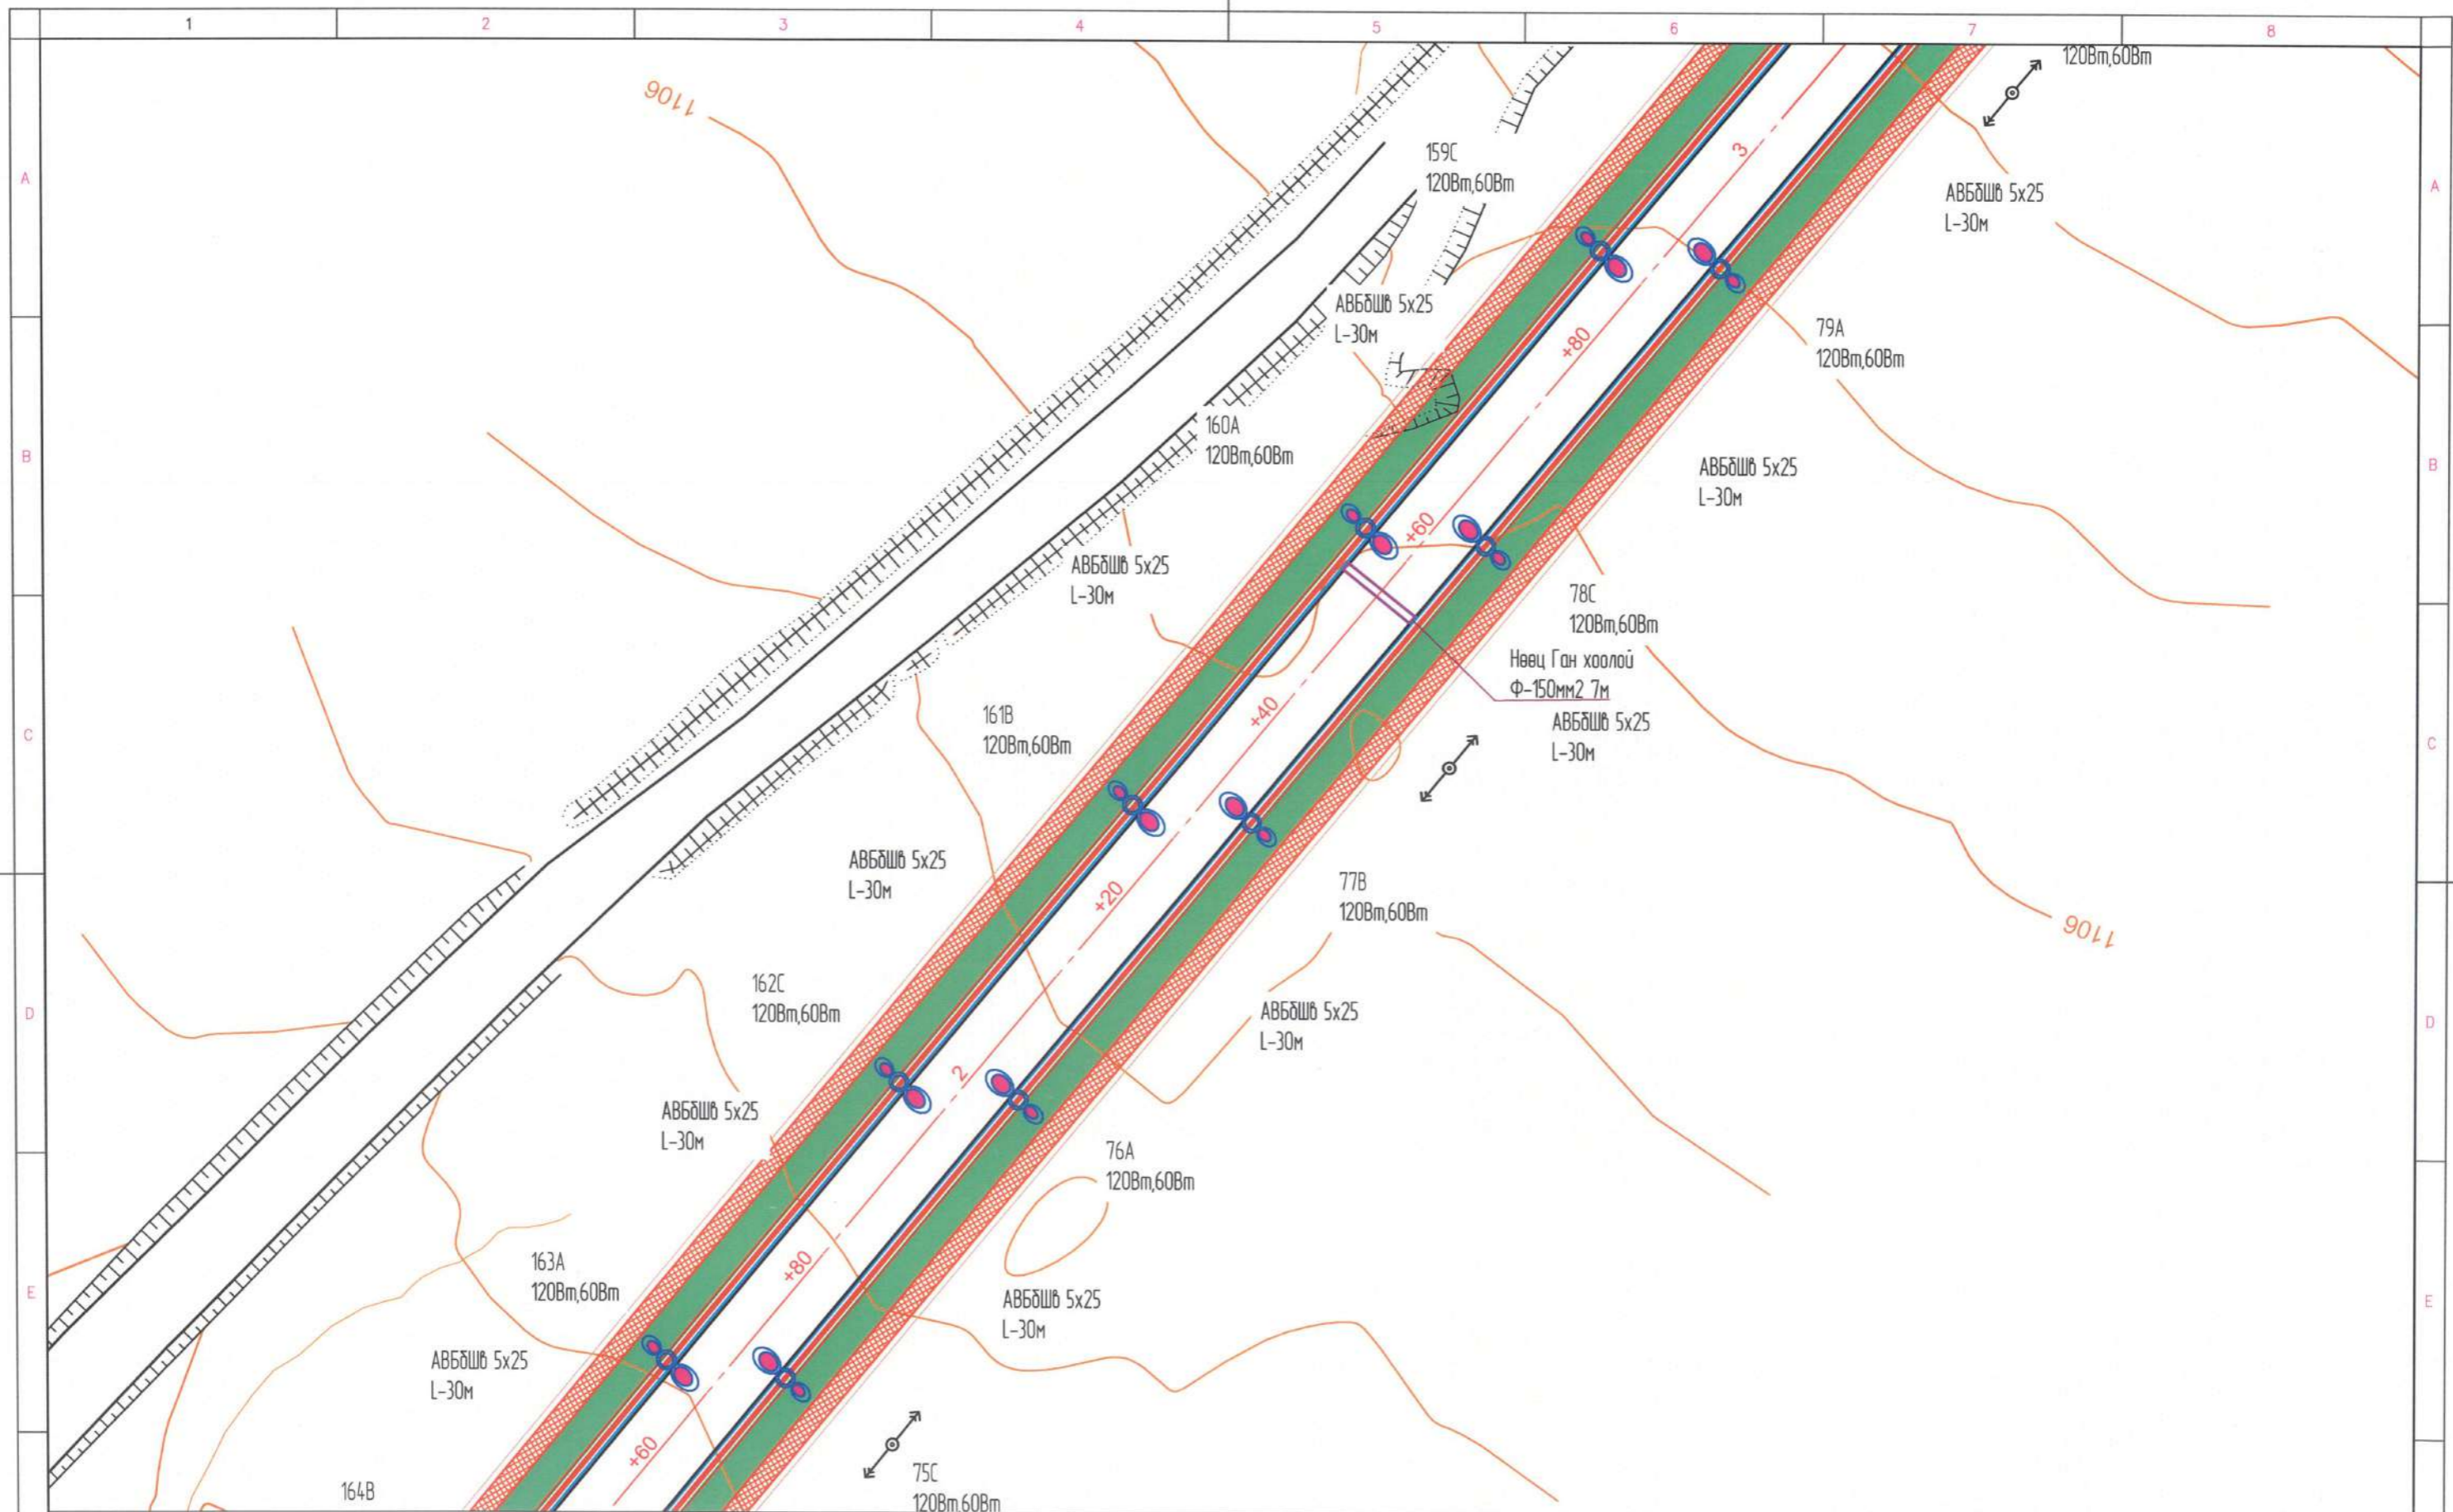 1 2 3 4 5 6 7 8
120Вт,60Вт
1106
A
A
159С
120Вт,60Вт
3
АВБбШв 5х25
L-30м
АВБбШв 5х25
L-30м
+80
79А
120Вт,60Вт
160А
120Вт,60Вт
B
B
АВБбШв 5х25
L-30м
+60
АВБбШв 5х25
L-30м
78С
120Вт,60Вт
Нөөц Ган хоолой
Ф-150мм2 7м
АВБбШв 5х25
L-30м
+40
161В
120Вт,60Вт
C
C
АВБбШв 5х25
L-30м
+20
77В
120Вт,60Вт
1106
162С
120Вт,60Вт
D
D
АВБбШв 5х25
L-30м
2
АВБбШв 5х25
L-30м
76А
120Вт,60Вт
163А
120Вт,60Вт
+80
E
E
АВБбШв 5х25
L-30м
АВБбШв 5х25
L-30м
+60
75С
120Вт,60Вт
164В